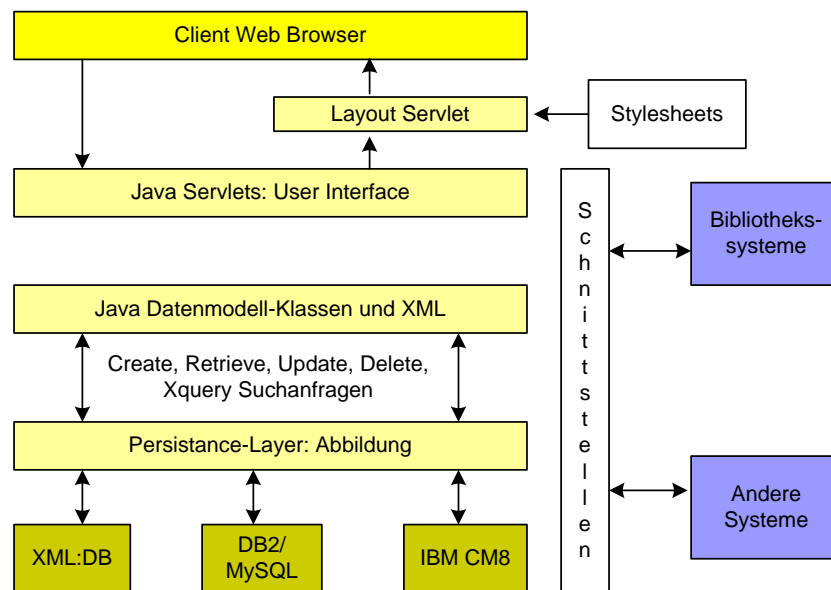 Client Web Browser
Layout Servlet
Stylesheets
Java Servlets: User Interface
Schnittstellen
Bibliotheks-
systeme
Java Datenmodell-Klassen und XML
Create, Retrieve, Update, Delete,
Xquery Suchanfragen
Persistance-Layer: Abbildung
Andere
Systeme
XML:DB
DB2/
MySQL
IBM CM8